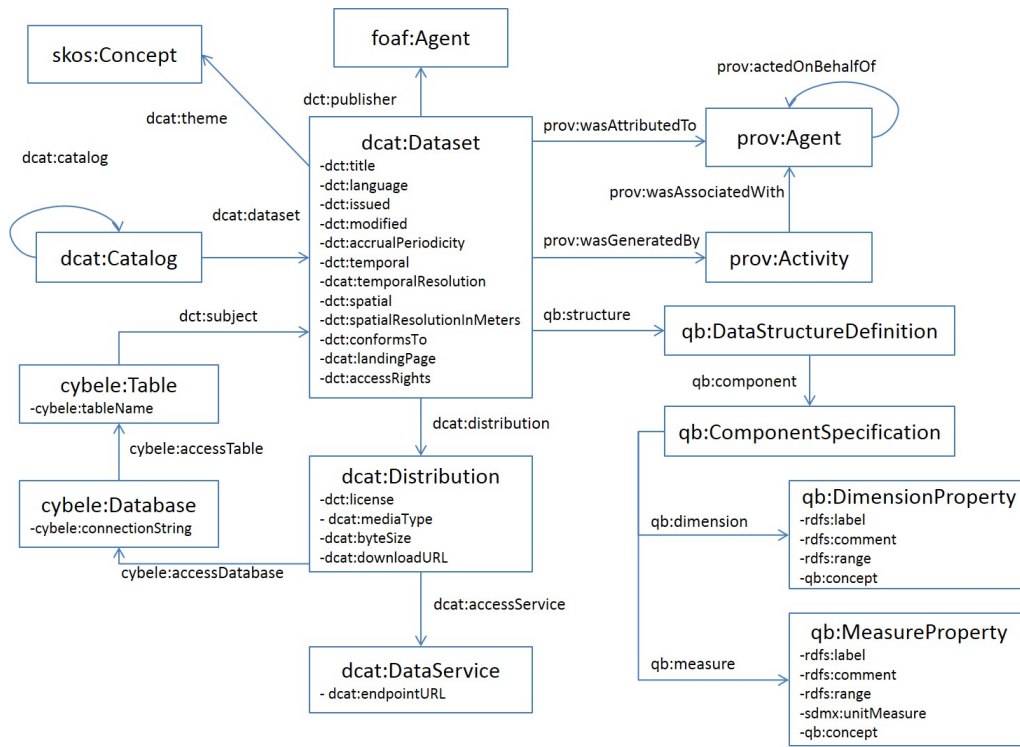 foaf:Agent
skos:Concept
prov:actedOnBehalfOf
dct:publisher
dcat:theme
prov:wasAttributedTo
prov:Agent
dcat:catalog
dcat:Dataset
-dct:title
-dct:language
-dct:issued
-dct:modified
-dct:accrualPeriodicity
-dct:temporal
-dcat:temporalResolution
-dct:spatial
-dct:spatialResolutionInMeters
-dct:conformsTo
-dcat:landingPage
-dct:accessRights
prov:wasAssociatedWith
dcat:dataset
dcat:Catalog
prov:wasGeneratedBy
prov:Activity
dct:subject
qb:structure
qb:DataStructureDefinition
cybele:Table
-cybele:tableName
qb:component
dcat:distribution
qb:ComponentSpecification
cybele:accessTable
dcat:Distribution
-dct:license
- dcat:mediaType
-dcat:byteSize
-dcat:downloadURL
cybele:Database
-cybele:connectionString
cybele:accessDatabase
qb:dimension
qb:DimensionProperty
-rdfs:label
-rdfs:comment
-rdfs:range
-qb:concept
dcat:accessService
dcat:DataService
- dcat:endpointURL
qb:measure
qb:MeasureProperty
-rdfs:label
-rdfs:comment
-rdfs:range
-sdmx:unitMeasure
-qb:concept